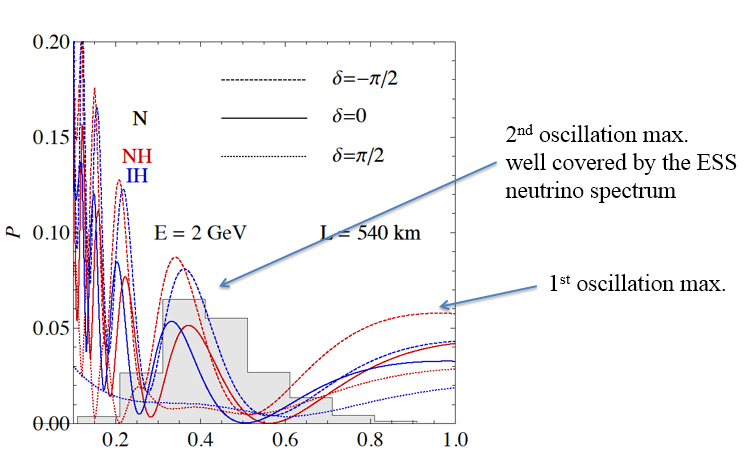 0.20
0.15
0.10
0.05
0.00
P
0.2 0.4 0.6 0.8 1.0
δ=−π/2
δ=0
δ=π/2
N
NH
IH
E = 2 GeV
L = 540 km
2nd oscillation max.
well covered by the ESS
neutrino spectrum
1st oscillation max.